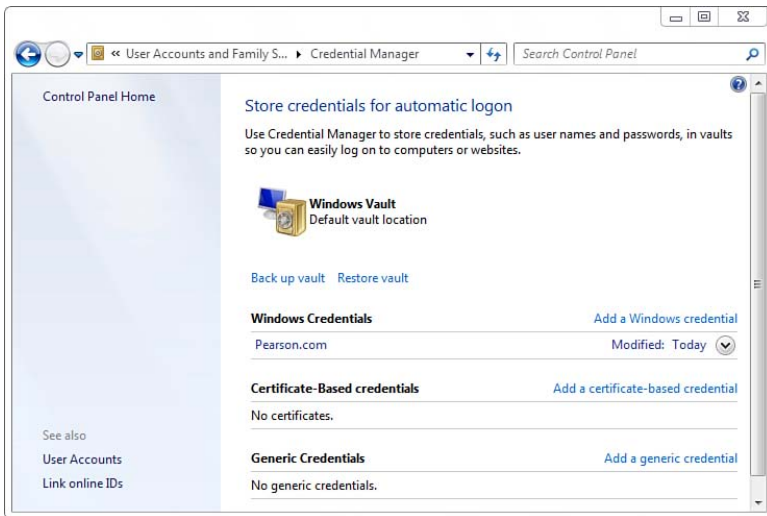 « User Accounts and Family S... ▸ Credential Manager
Search Control Panel
Control Panel Home
Store credentials for automatic logon
Use Credential Manager to store credentials, such as user names and passwords, in vaults
so you can easily log on to computers or websites.
Windows Vault
Default vault location
Back up vault Restore vault
Windows Credentials Add a Windows credential
Pearson.com Modified: Today
Certificate-Based credentials Add a certificate-based credential
No certificates.
See also
User Accounts
Link online IDs
Generic Credentials Add a generic credential
No generic credentials.